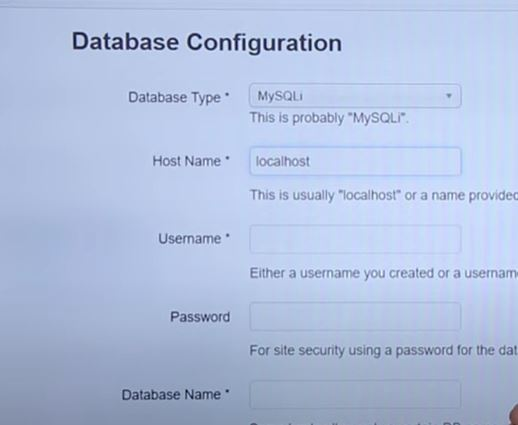 Database Configuration
Database Type * MySQLi
This is probably "MySQLi".
Host Name * localhost
This is usually "localhost" or a name provided
Username *
Either a username you created or a usernam
Password
For site security using a password for the dat
Database Name *